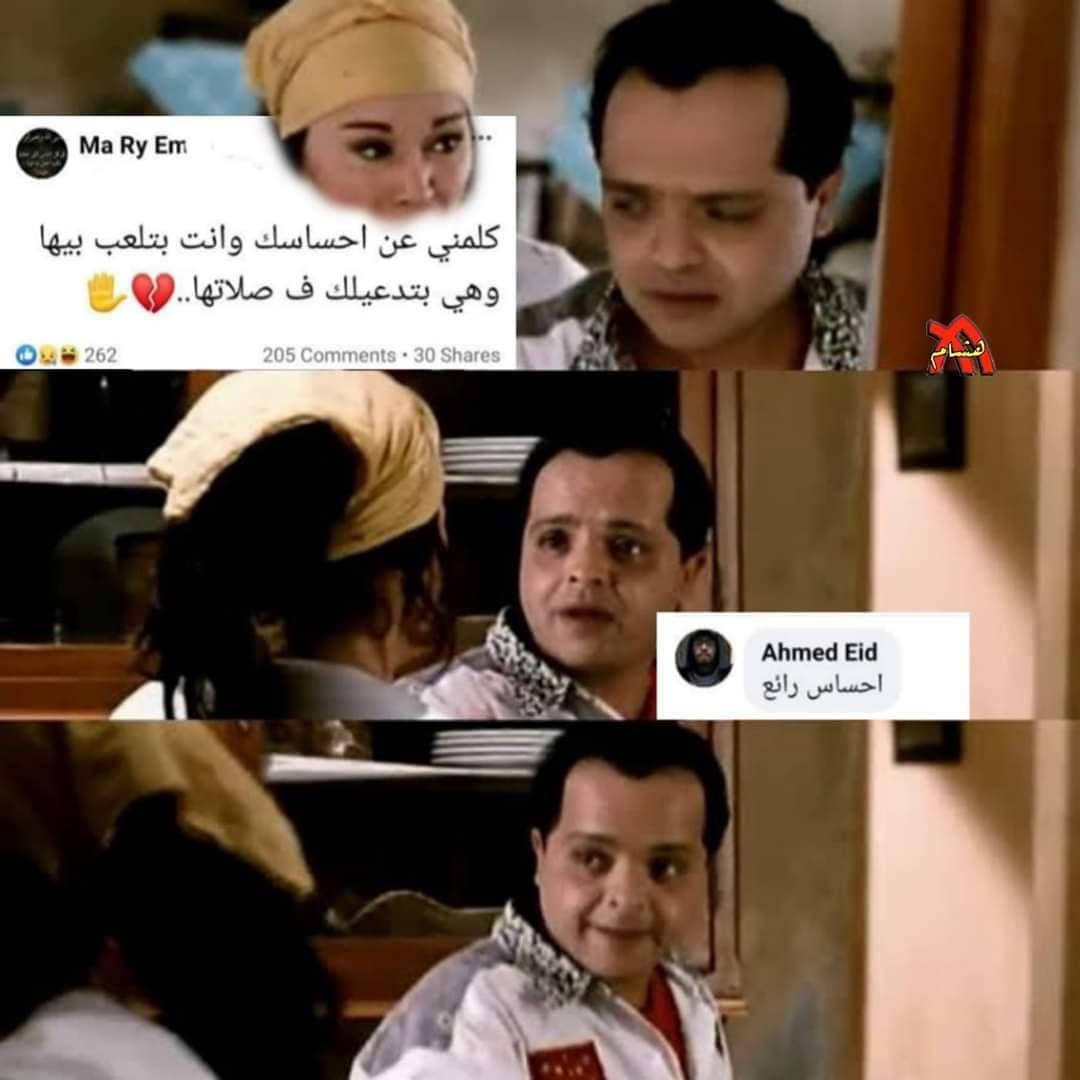 Ma Ry Em
كلمني عن احساسك وانت بتلعب بيها
وهي بتدعيلك ف صلاتها..💔✋
262
205 Comments • 30 Shares
هشام
Ahmed Eid
احساس رائع